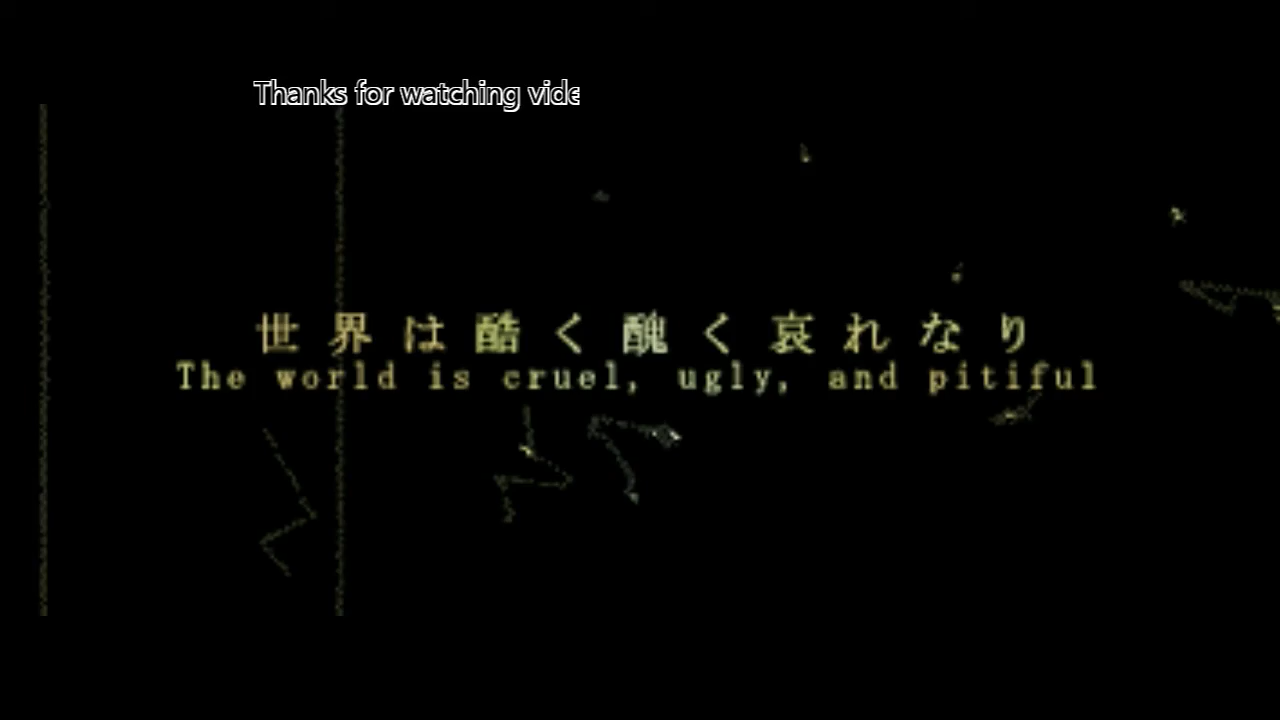 Thanks for watching vide
世界は酷く醜く哀れなり
The world is cruel, ugly, and pitiful